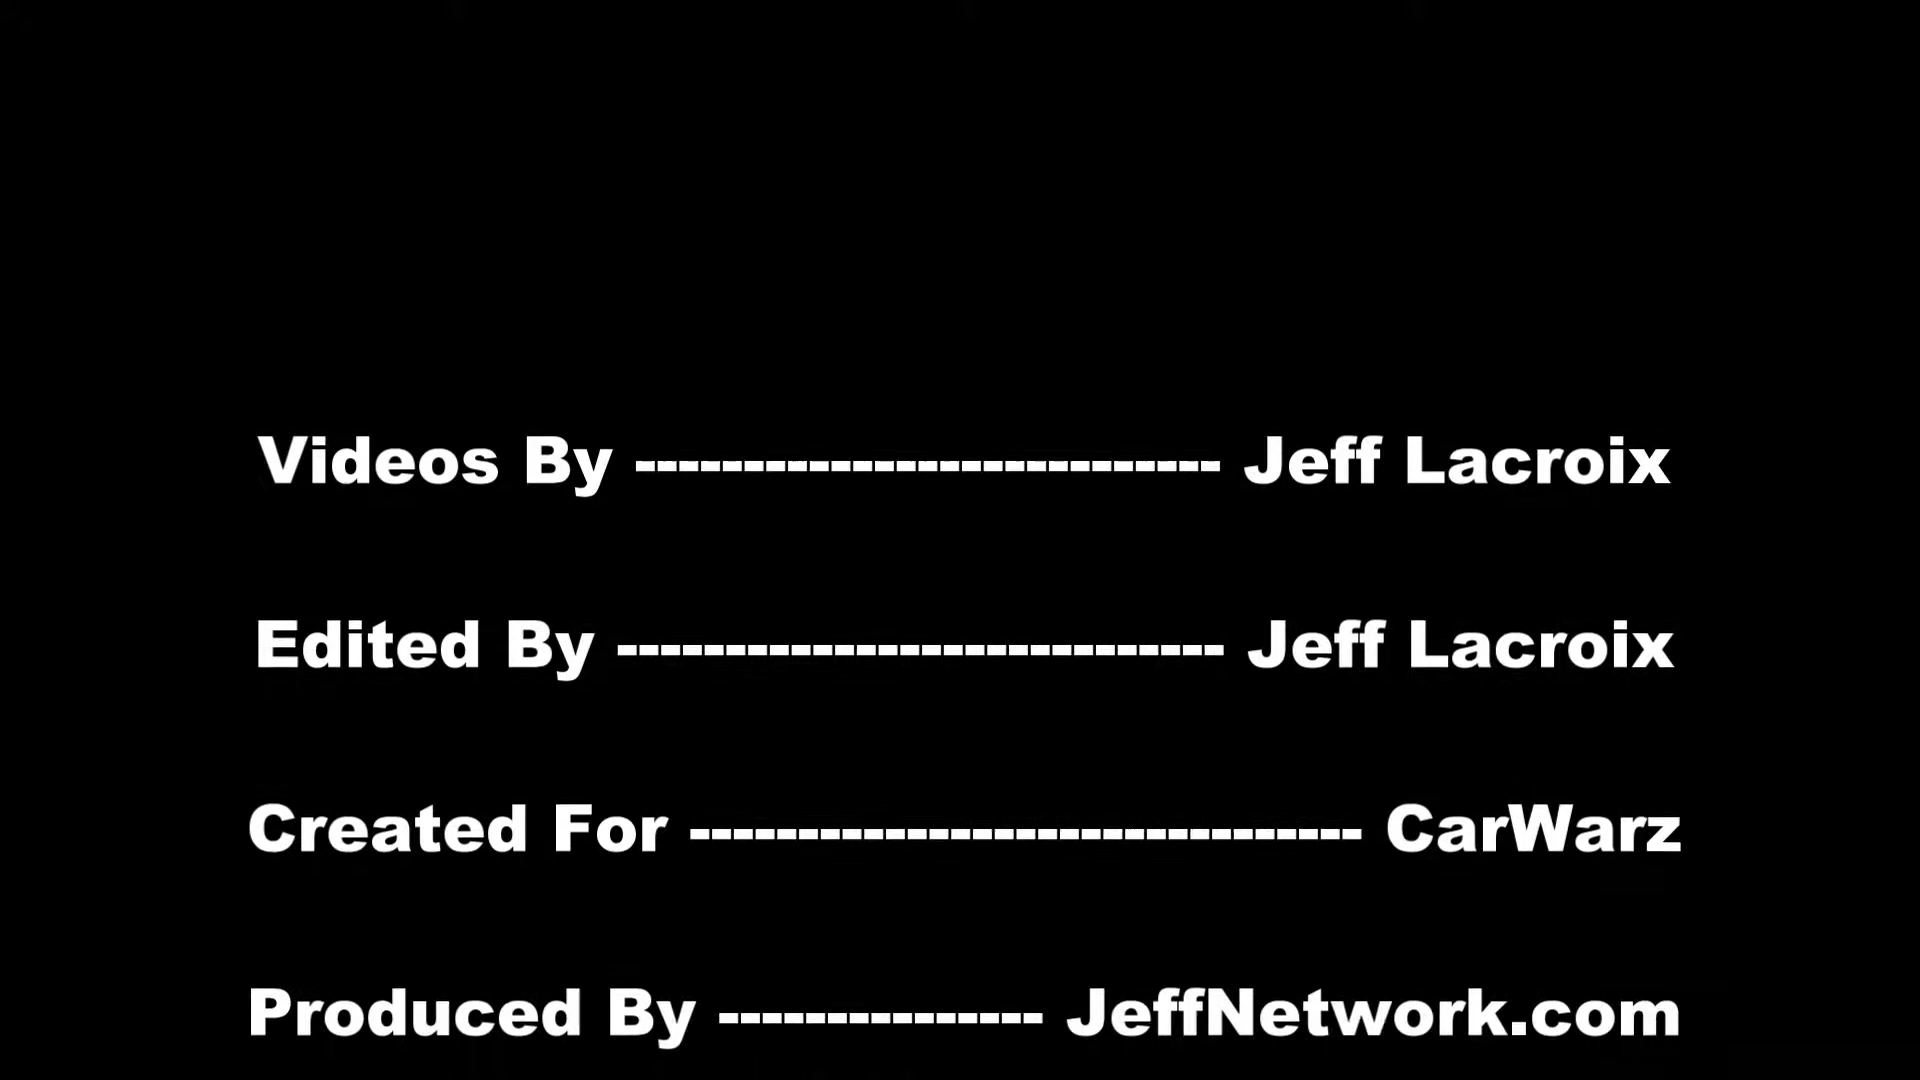 Videos By --------------------------- Jeff Lacroix
Edited By ---------------------------- Jeff Lacroix
Created For ------------------------------- CarWarz
Produced By --------------- JeffNetwork.com